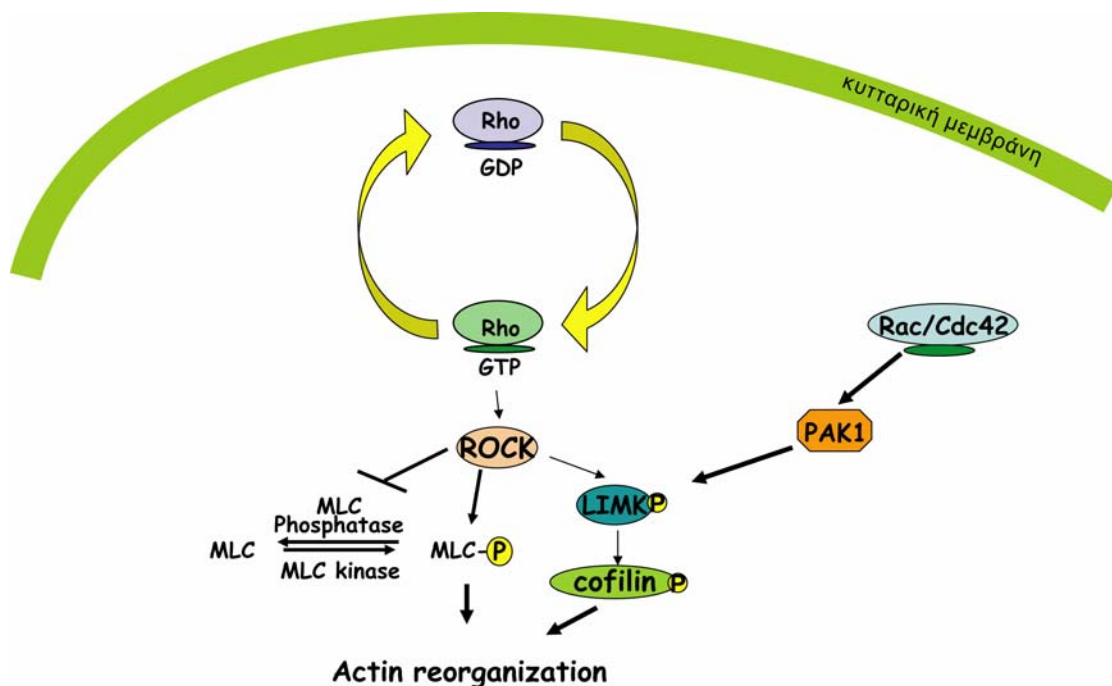 κυτταρική μεμβράνη
Rho
GDP
Rho
GTP
Rac/Cdc42
PAK1
ROCK
LIMK P
MLC
Phosphatase
MLC
MLC kinase
MLC-P
cofilin P
Actin reorganization